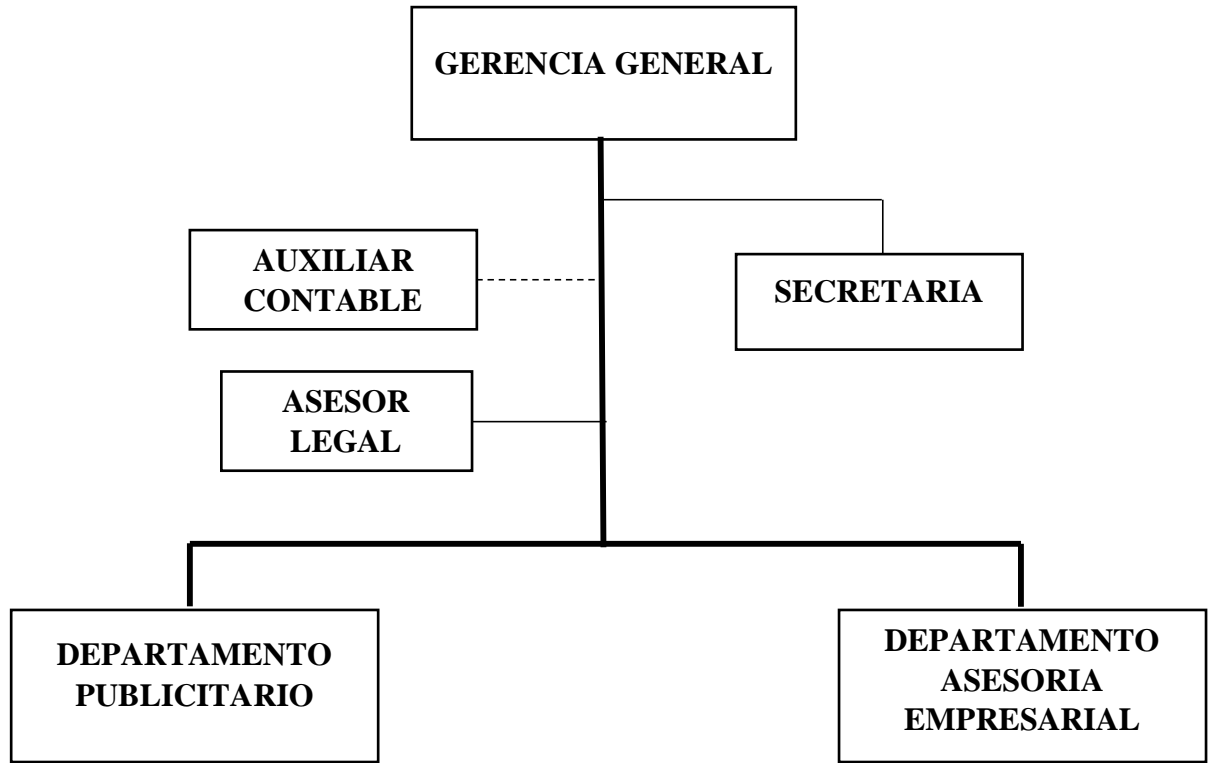 GERENCIA GENERAL
AUXILIAR
CONTABLE
SECRETARIA
ASESOR
LEGAL
DEPARTAMENTO
PUBLICITARIO
DEPARTAMENTO
ASESORIA
EMPRESARIAL